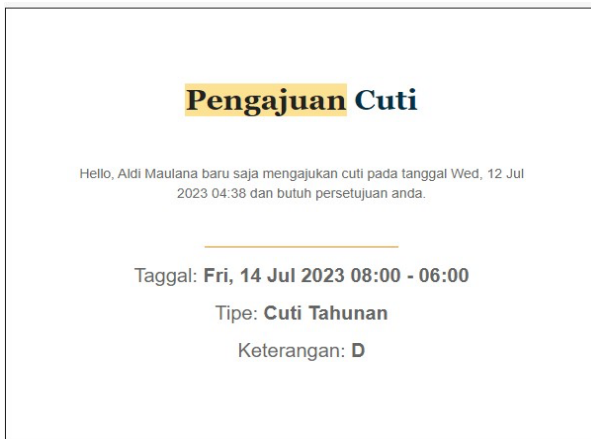 Pengajuan Cuti
Hello, Aldi Maulana baru saja mengajukan cuti pada tanggal Wed, 12 Jul
2023 04:38 dan butuh persetujuan anda.
Taggal: Fri, 14 Jul 2023 08:00 - 06:00
Tipe: Cuti Tahunan
Keterangan: D